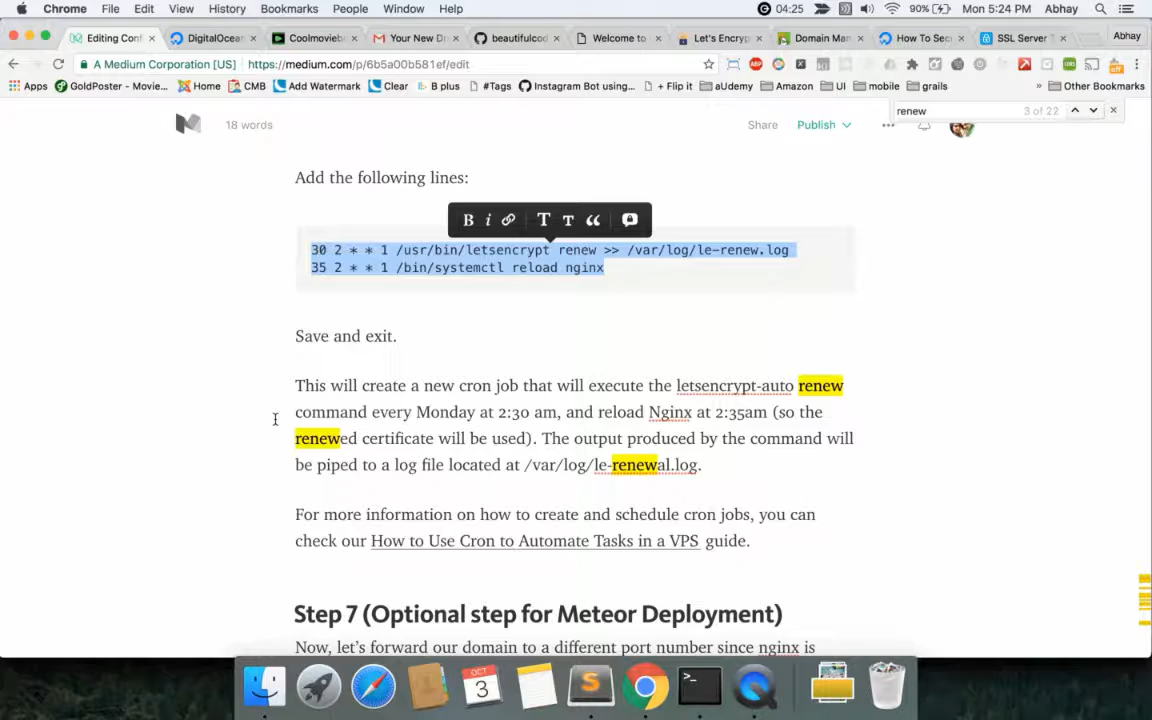 Chrome File Edit View History Bookmarks People Window Help 04:25 90% Mon 5:24 PM Abhay
Editing Conf DigitalOcean Coolmovieb Your New D beautifulcod Welcome to Let's Encryp Domain Man How To Sec SSL Server Abhay
A Medium Corporation [US] https://medium.com/p/6b5a00b581ef/edit
Apps GoldPoster - Movie... Home CMB Add Watermark Clear B plus #Tags Instagram Bot using... + Flip it aUdemy Amazon UI mobile grails » Other Bookmarks
renew 3 of 22
18 words Share Publish
Add the following lines:
B i T T “
30 2 * * 1 /usr/bin/letsencrypt renew >> /var/log/le-renew.log
35 2 * * 1 /bin/systemctl reload nginx
Save and exit.
This will create a new cron job that will execute the letsencrypt-auto renew
command every Monday at 2:30 am, and reload Nginx at 2:35am (so the
renewed certificate will be used). The output produced by the command will
be piped to a log file located at /var/log/le-renewal.log.
For more information on how to create and schedule cron jobs, you can
check our How to Use Cron to Automate Tasks in a VPS guide.
Step 7 (Optional step for Meteor Deployment)
Now, let’s forward our domain to a different port number since nginx is
OCT
3